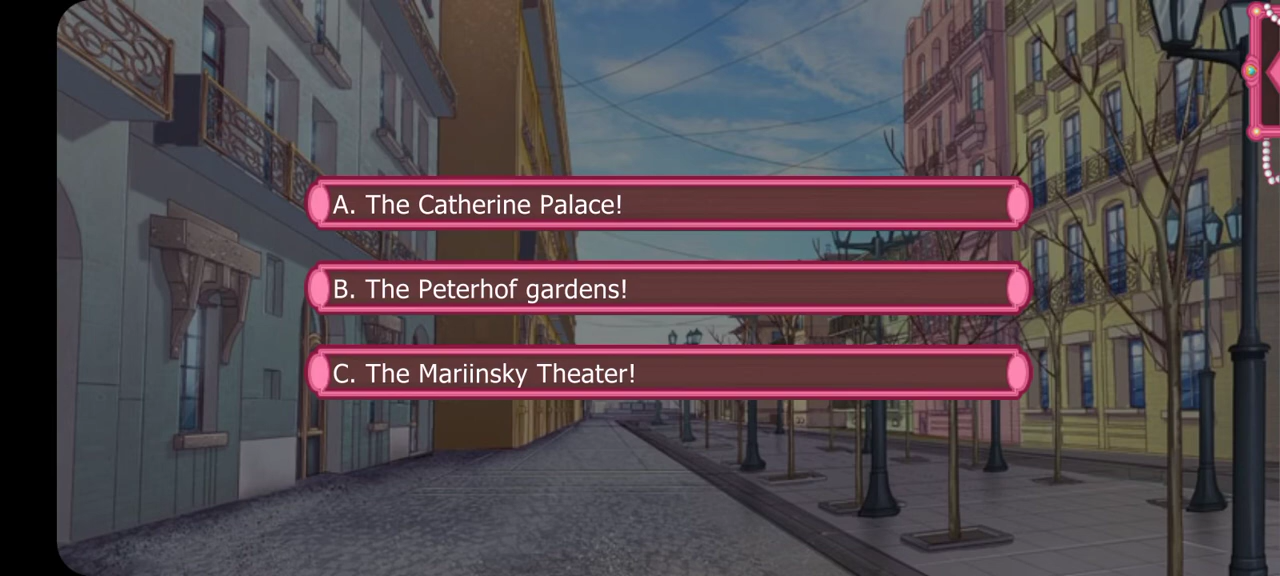 A. The Catherine Palace!
B. The Peterhof gardens!
C. The Mariinsky Theater!